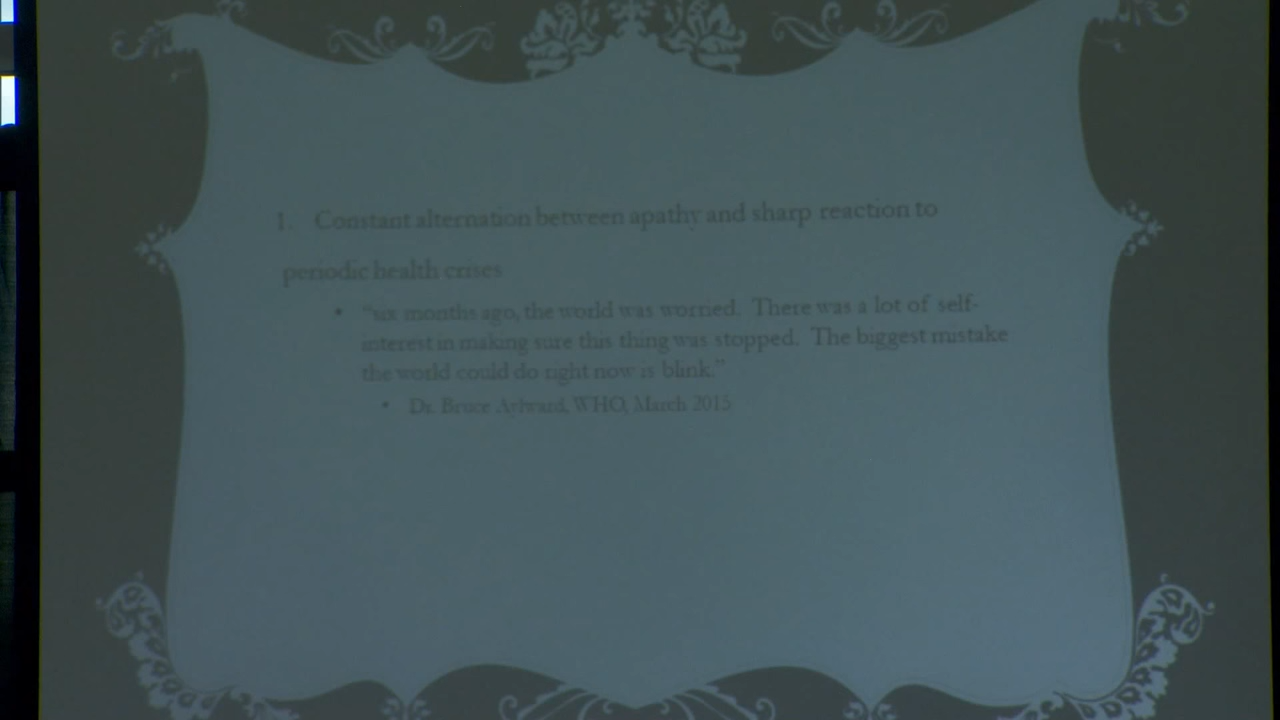 1. Constant alternation between apathy and sharp reaction to
periodic health crises
• "six months ago, the world was worried. There was a lot of self-
interest in making sure this thing was stopped. The biggest mistake
the world could do right now is blink."
• Dr. Bruce Aylward, WHO, March 2015